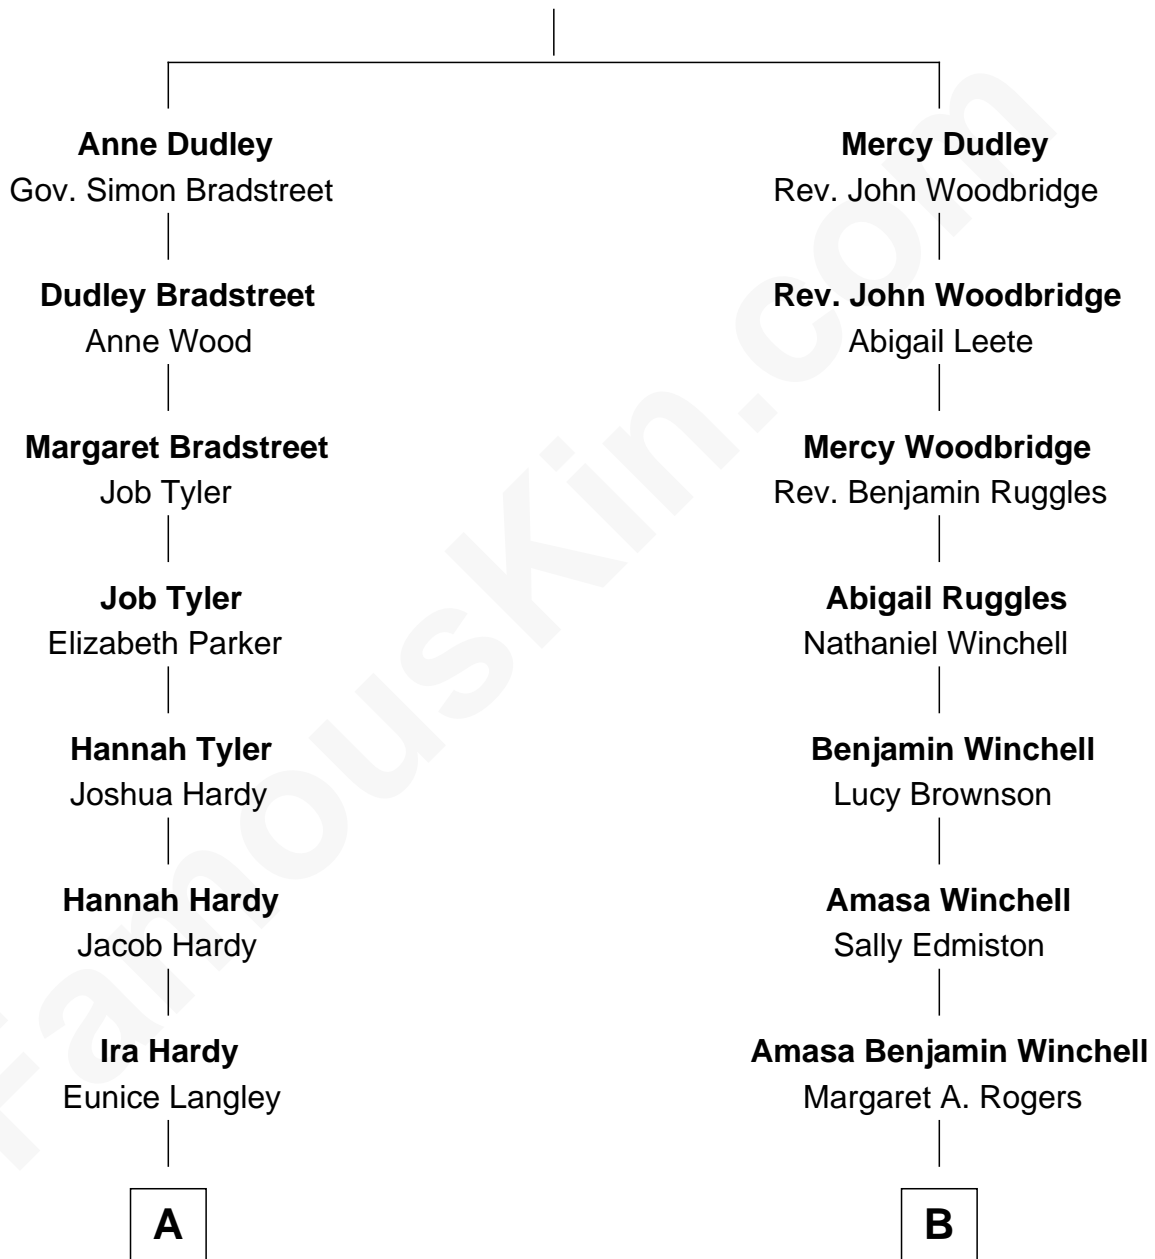 Anne Dudley
Gov. Simon Bradstreet
Dudley Bradstreet
Anne Wood
Margaret Bradstreet
Job Tyler
Job Tyler
Elizabeth Parker
Hannah Tyler
Joshua Hardy
Hannah Hardy
Jacob Hardy
Ira Hardy
Eunice Langley
A
Mercy Dudley
Rev. John Woodbridge
Rev. John Woodbridge
Abigail Leete
Mercy Woodbridge
Rev. Benjamin Ruggles
Abigail Ruggles
Nathaniel Winchell
Benjamin Winchell
Lucy Brownson
Amasa Winchell
Sally Edmiston
Amasa Benjamin Winchell
Margaret A. Rogers
B
FamousKin.com